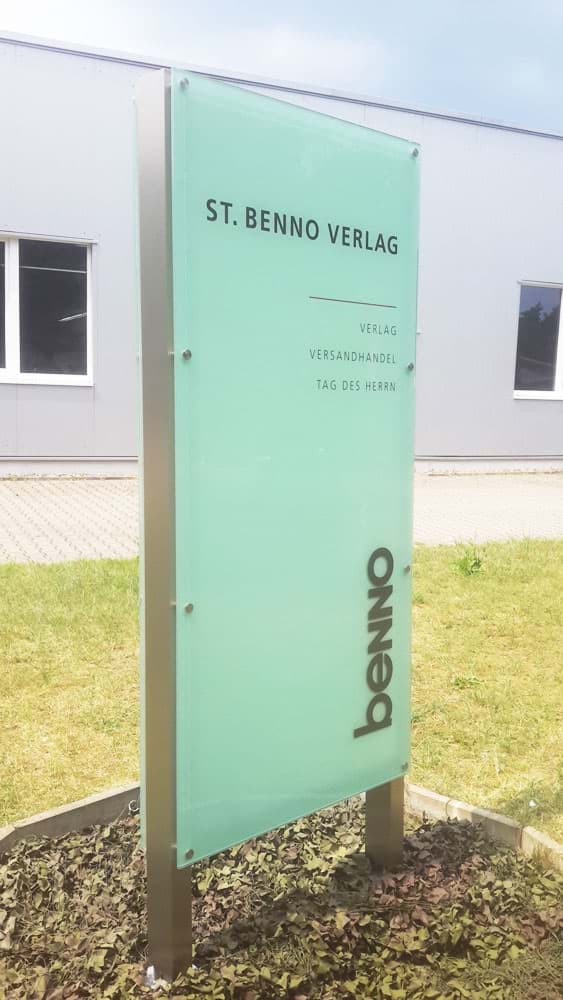 ST. BENNO VERLAG
VERLAG
VERSANDHANDEL
TAG DES HERRN
benno